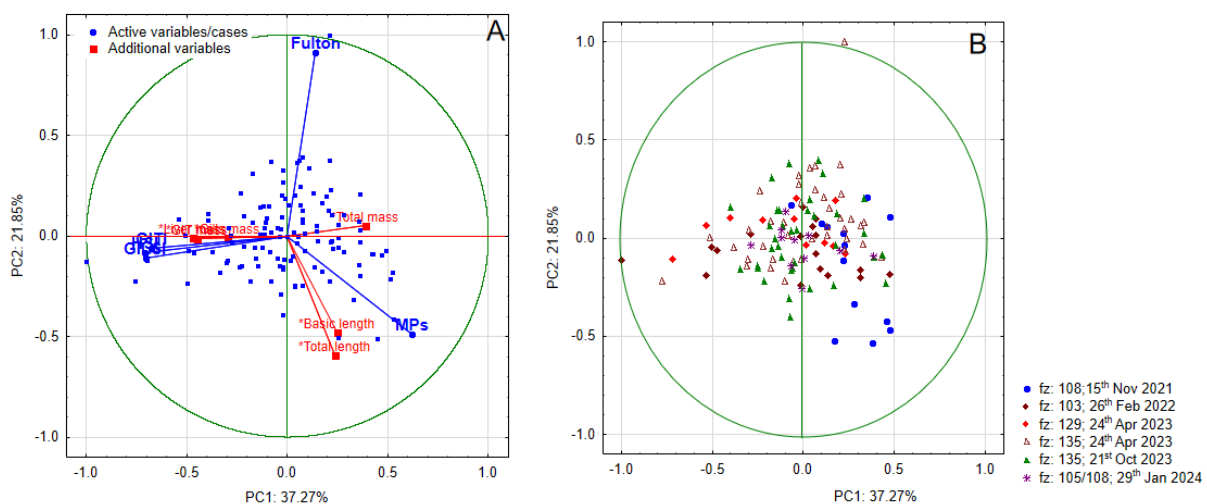 Active variables/cases
Additional variables
A
Fulton
*Total mass
MPs
*Basic length
*Total length
1.0
0.5
0.0
-0.5
-1.0
PC2: 21.85%
-1.0
-0.5
0.0
0.5
1.0
PC1: 37.27%
B
1.0
0.5
0.0
-0.5
-1.0
PC2: 21.85%
-1.0
-0.5
0.0
0.5
1.0
PC1: 37.27%
fz: 108;15th Nov 2021
fz: 103; 26th Feb 2022
fz: 129; 24th Apr 2023
fz: 135; 24th Apr 2023
fz: 135; 21st Oct 2023
fz: 105/108; 29th Jan 2024